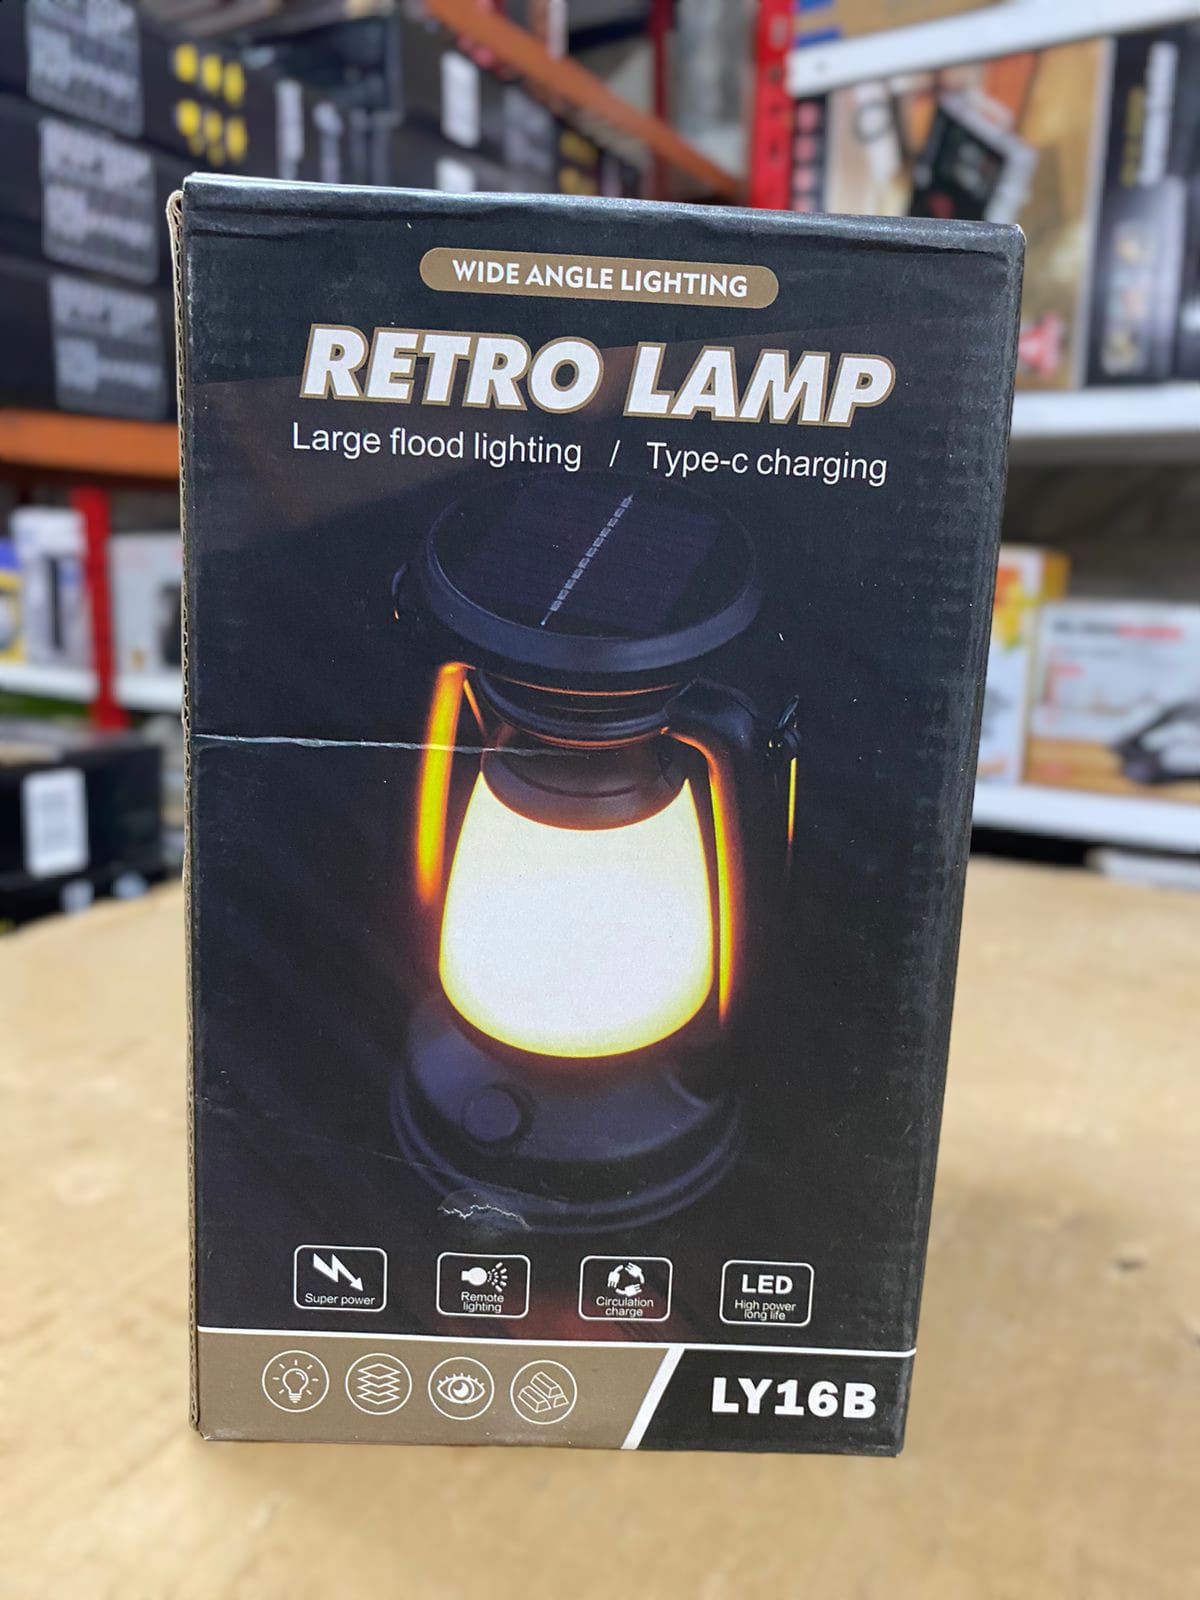 WIDE ANGLE LIGHTING
RETRO LAMP
Large flood lighting / Type-c charging
Super power
Remote
lighting
Circulation
charge
LED
High power
long life
LY16B